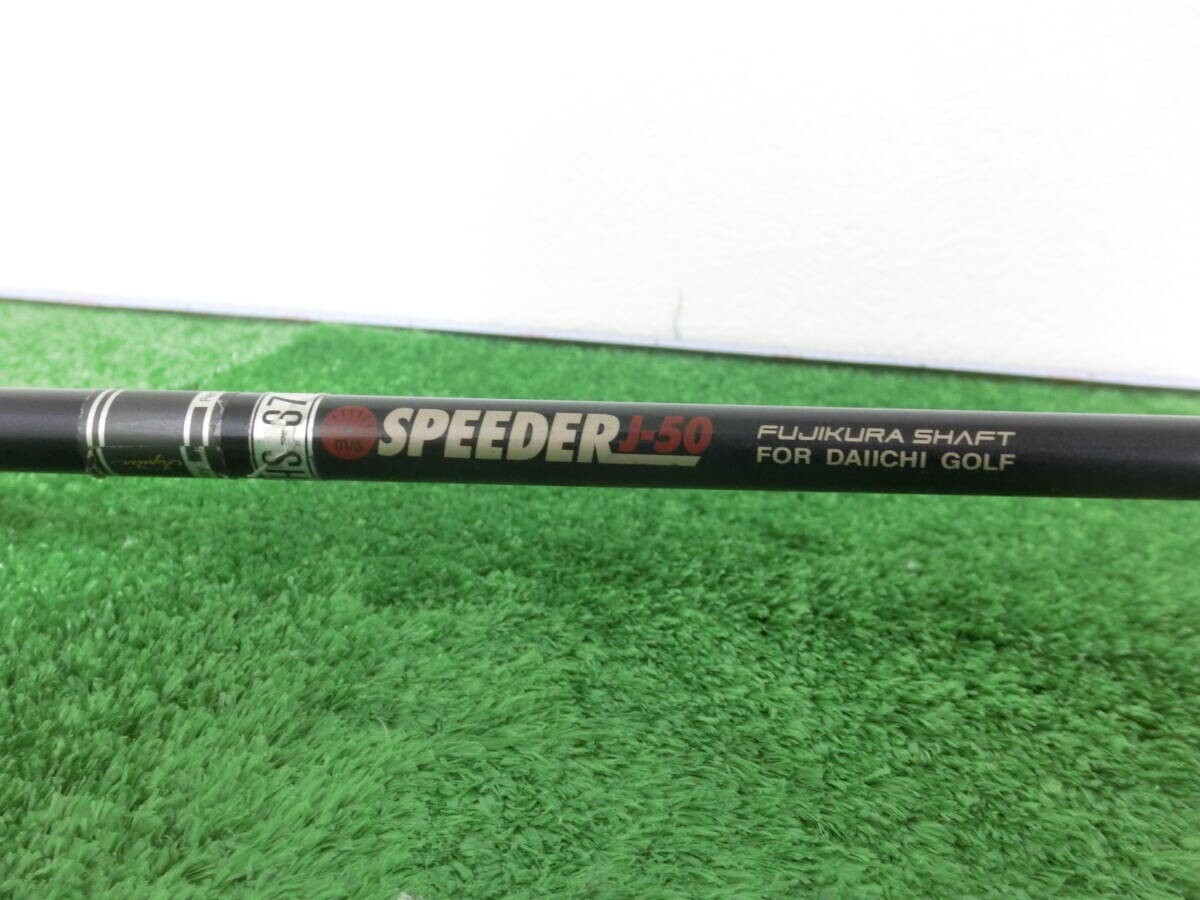 HS-37
m/s
SPEEDER J-50
FUJIKURA SHAFT
FOR DAIICHI GOLF